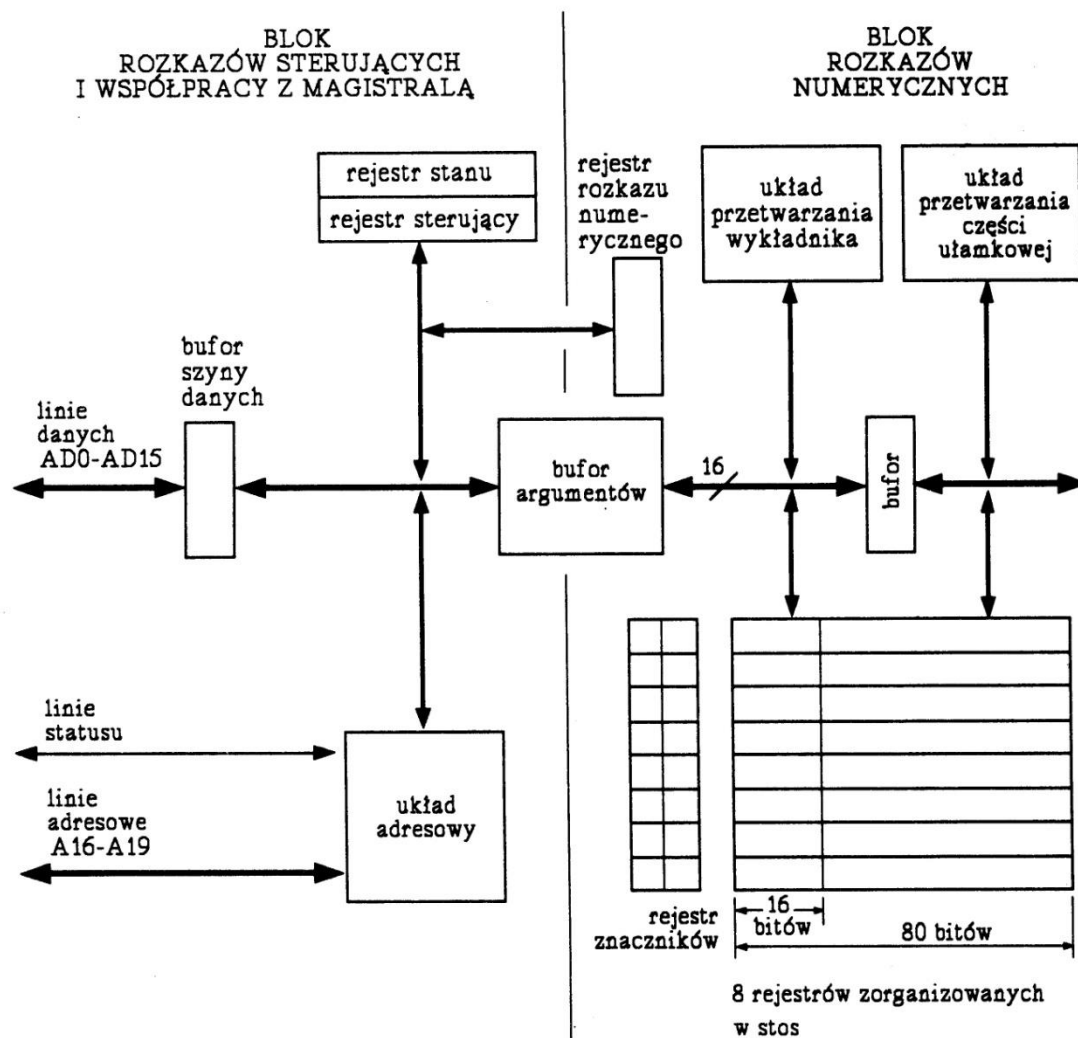 BLOK
ROZKAZÓW STERUJĄCYCH
I WSPÓŁPRACY Z MAGISTRALĄ
BLOK
ROZKAZÓW
NUMERYCZNYCH
rejestr stanu
rejestr sterujący
rejestr
rozkazu
nume-
rycznego
układ
przetwarzania
wykładnika
układ
przetwarzania
części
ułamkowej
bufor
szyny
danych
linie
danych
AD0-AD15
bufor
argumentów
16
bufor
linie
statusu
linie
adresowe
A16-A19
układ
adresowy
rejestr
znaczników
16
bitów
80 bitów
8 rejestrów zorganizowanych
w stos